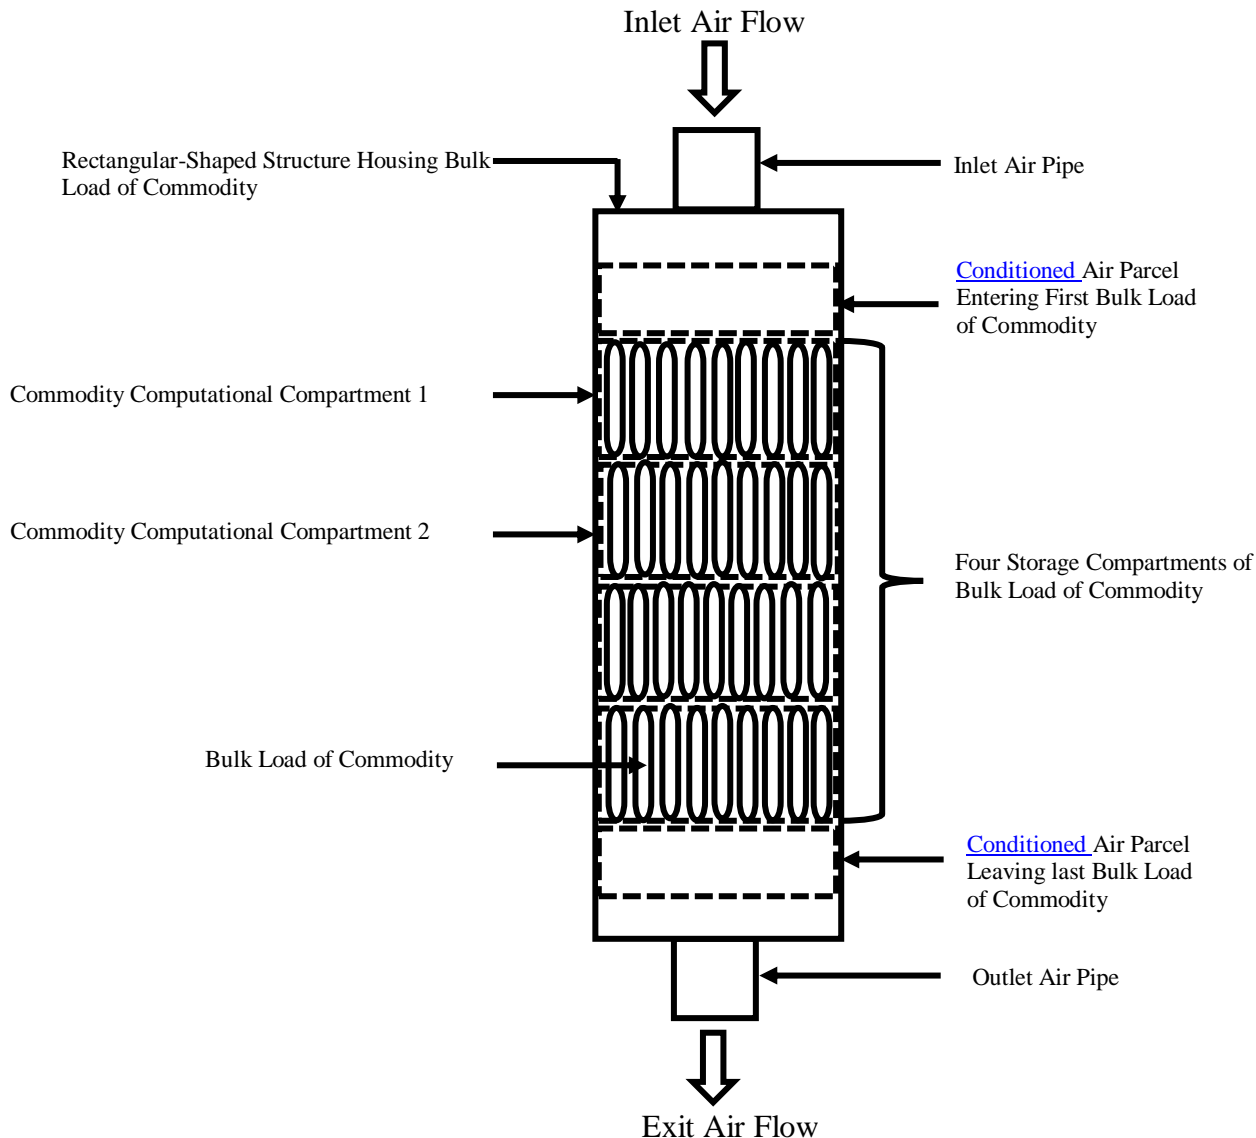 Inlet Air Flow
Rectangular-Shaped Structure Housing Bulk
Load of Commodity
Inlet Air Pipe
Conditioned Air Parcel
Entering First Bulk Load
of Commodity
Commodity Computational Compartment 1
Commodity Computational Compartment 2
Four Storage Compartments of
Bulk Load of Commodity
Bulk Load of Commodity
Conditioned Air Parcel
Leaving last Bulk Load
of Commodity
Outlet Air Pipe
Exit Air Flow